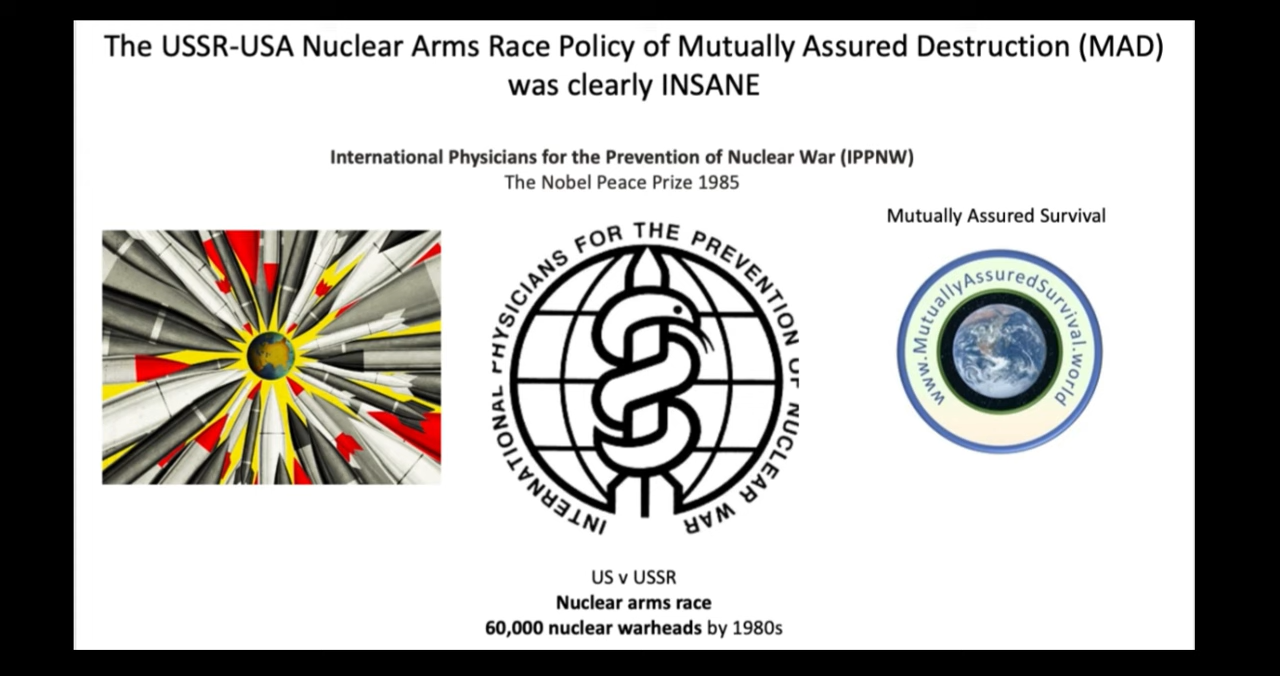 The USSR-USA Nuclear Arms Race Policy of Mutually Assured Destruction (MAD)
was clearly INSANE
International Physicians for the Prevention of Nuclear War (IPPNW)
The Nobel Peace Prize 1985
Mutually Assured Survival
INTERNATIONAL PHYSICIANS FOR THE PREVENTION OF NUCLEAR WAR
www.MutuallyAssuredSurvival.world
US v USSR
Nuclear arms race
60,000 nuclear warheads by 1980s